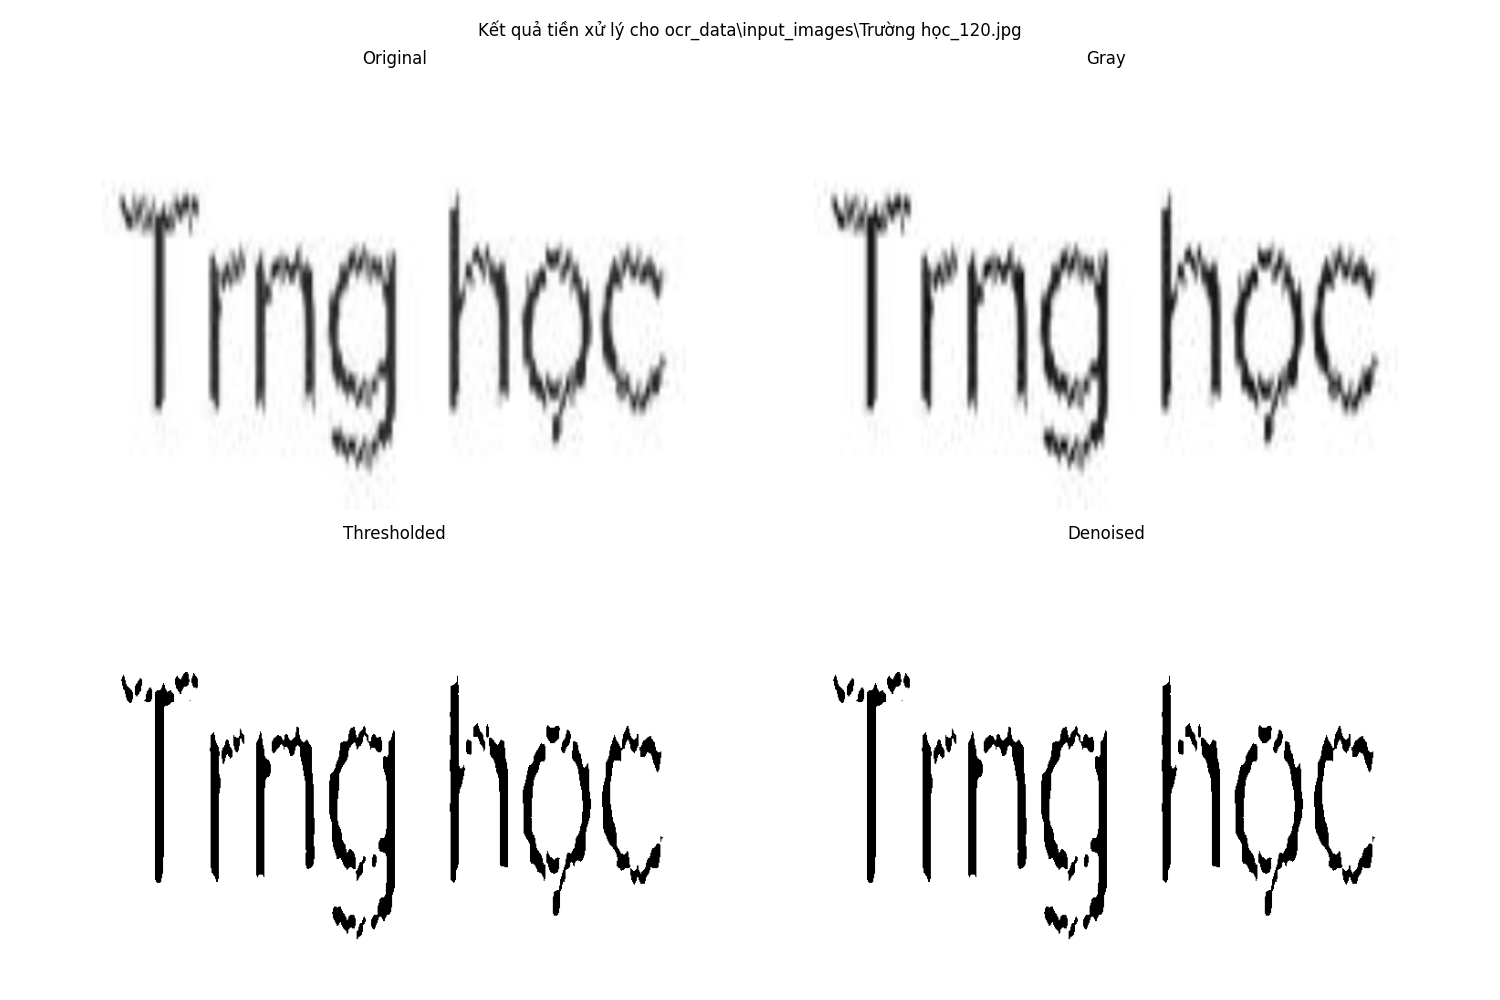 Kết quả tiền xử lý cho ocr_data\input_images\Trường học_120.jpg
Original
Gray
Trng học
Trng học
Thresholded
Denoised
Trng học
Trng học